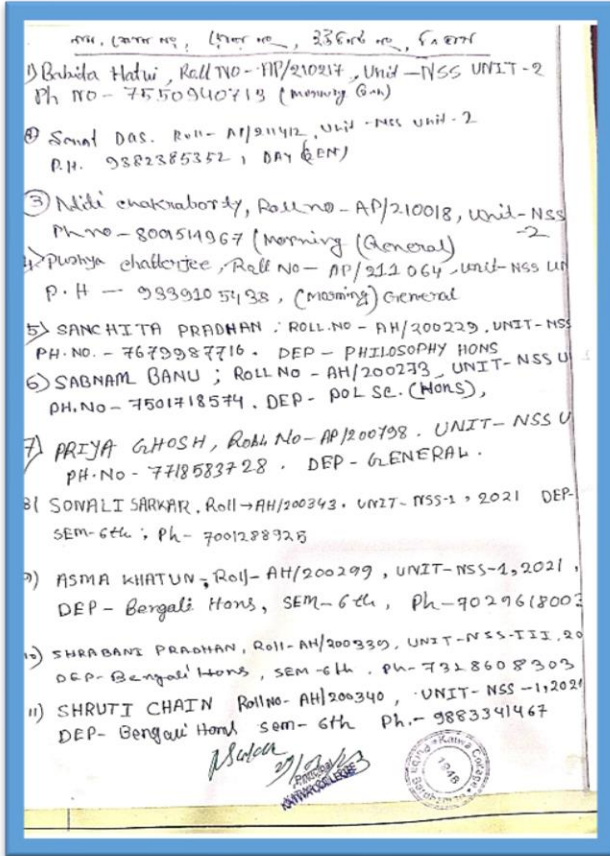 নাম, ফোন নং, রোল নং, ইউনিট নং, বিভাগ
1) Babita Hatui, Roll No - AP/210217, Unit - NSS UNIT-2
Ph NO - 7550940713 (Morning Gen)
Sanat Das. Roll - AP/211412, Unit - NSS Unit - 2
P.H. 9382385352, DAY (GEN)
3) Aditi chakraborty, Roll no - AP/210018, Unit - NSS
-2
Ph no - 8001514967 (Morning (General)
4) Pushya chatterjee, Roll No - AP/211064, Unit - NSS UN
P.H - 9339105438, (Morning) General
5) SANCHITA PRADHAN. ROLL.NO - AH/200229, UNIT - NSS
PH.NO. - 7679987716. DEP - PHILOSOPHY HONS
6) SABNAM BANU; ROLL NO - AH/200273, UNIT - NSS U
PH.No - 7501718574. DEP - POL SC. (Hons),
7) PRIYA GHOSH, Roll No - AP/200798. UNIT - NSS U
PH.NO - 7718583728. DEP - GENERAL.
8) SONALI SARKAR. Roll → AH/200343. UNIT - NSS-1, 2021 DEP-
SEM - 6th; Ph - 7001288925
9) ASMA KHATUN, Roll - AH/200299, UNIT - NSS-1, 2021,
DEP - Bengali Hons, SEM - 6th, Ph - 9029618003
10) SHRABANI PRADHAN, Roll - AH/200339, UNIT - NSS-III, 20
DEP - Bengali Hons, SEM - 6th. Ph - 7328608303
11) SHRUTI CHAIN Roll No - AH/200340, UNIT - NSS - 1, 2021
DEP - Bengali Hons Sem - 6th Ph. - 9883341467
Principal
KATWA COLLEGE
Katwa College
1948